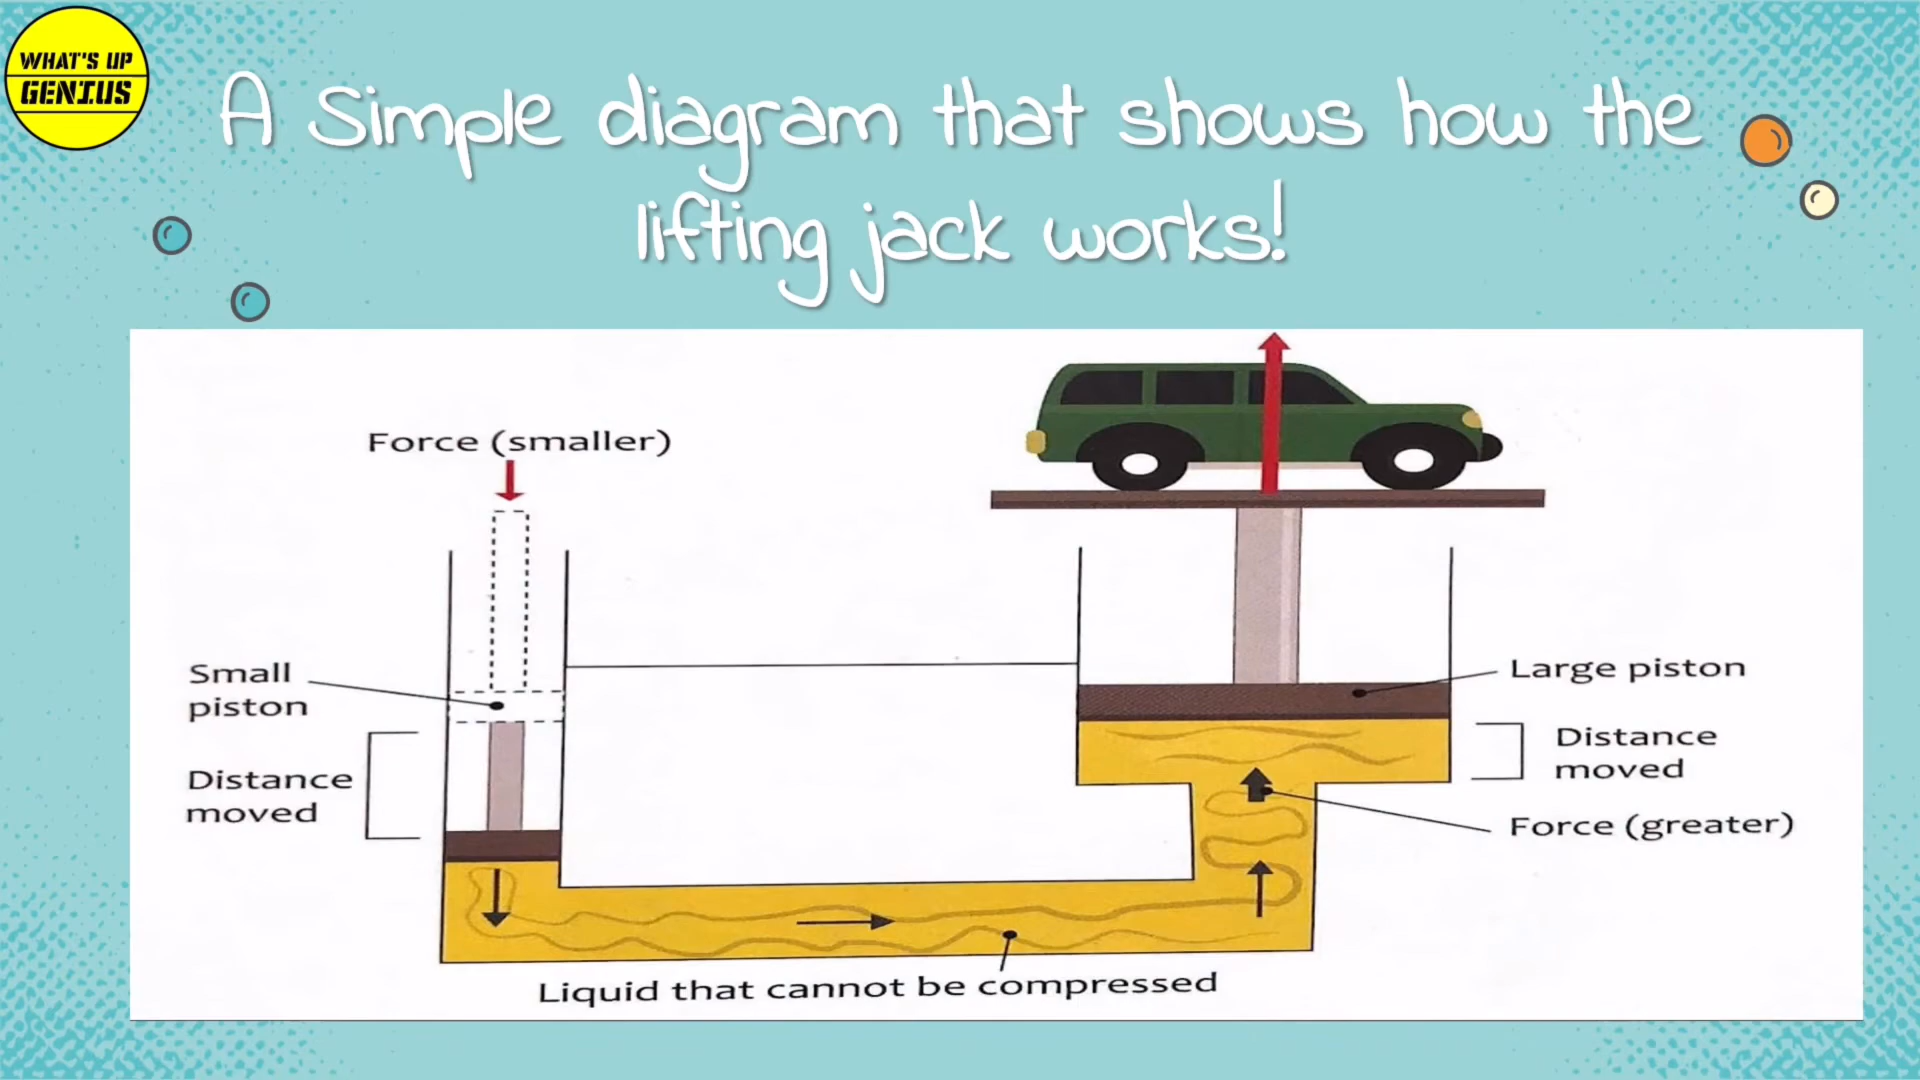 WHAT'S UP
GENIUS
A Simple diagram that shows how the
lifting jack works!
Force (smaller)
Small
piston
Distance
moved
Large piston
Distance
moved
Force (greater)
Liquid that cannot be compressed